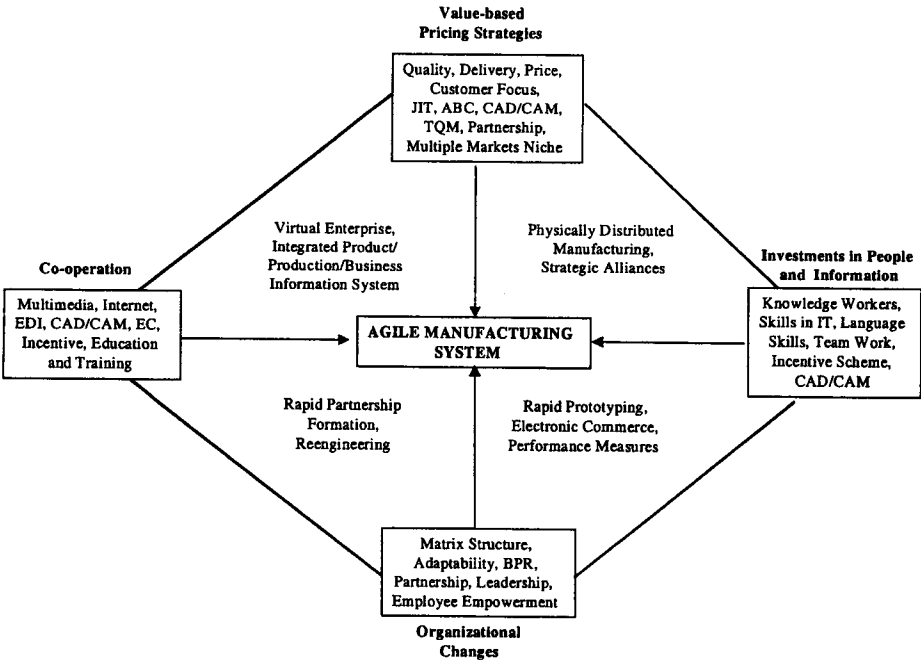 Value-based
Pricing Strategies
Quality, Delivery, Price,
Customer Focus,
JIT, ABC, CAD/CAM,
TQM, Partnership,
Multiple Markets Niche
Virtual Enterprise,
Integrated Product/
Production/Business
Information System
Physically Distributed
Manufacturing,
Strategic Alliances
Co-operation
Multimedia, Internet,
EDI, CAD/CAM, EC,
Incentive, Education
and Training
AGILE MANUFACTURING
SYSTEM
Investments in People
and Information
Knowledge Workers,
Skills in IT, Language
Skills, Team Work,
Incentive Scheme,
CAD/CAM
Rapid Partnership
Formation,
Reengineering
Rapid Prototyping,
Electronic Commerce,
Performance Measures
Matrix Structure,
Adaptability, BPR,
Partnership, Leadership,
Employee Empowerment
Organizational
Changes